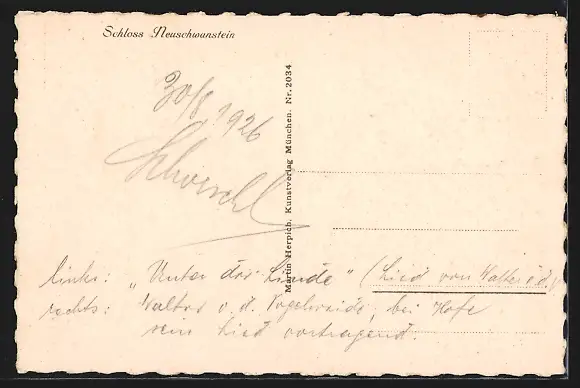 Schloss Neuschwanstein
30/8 1926
Martin Herpich, Kunstverlag München. Nr. 2034
links: „Unter der Linde" (Lied von Walter v. d. V
rechts: Walter v. d. Vogelweide, bei Hofe
sein Lied vortragend.